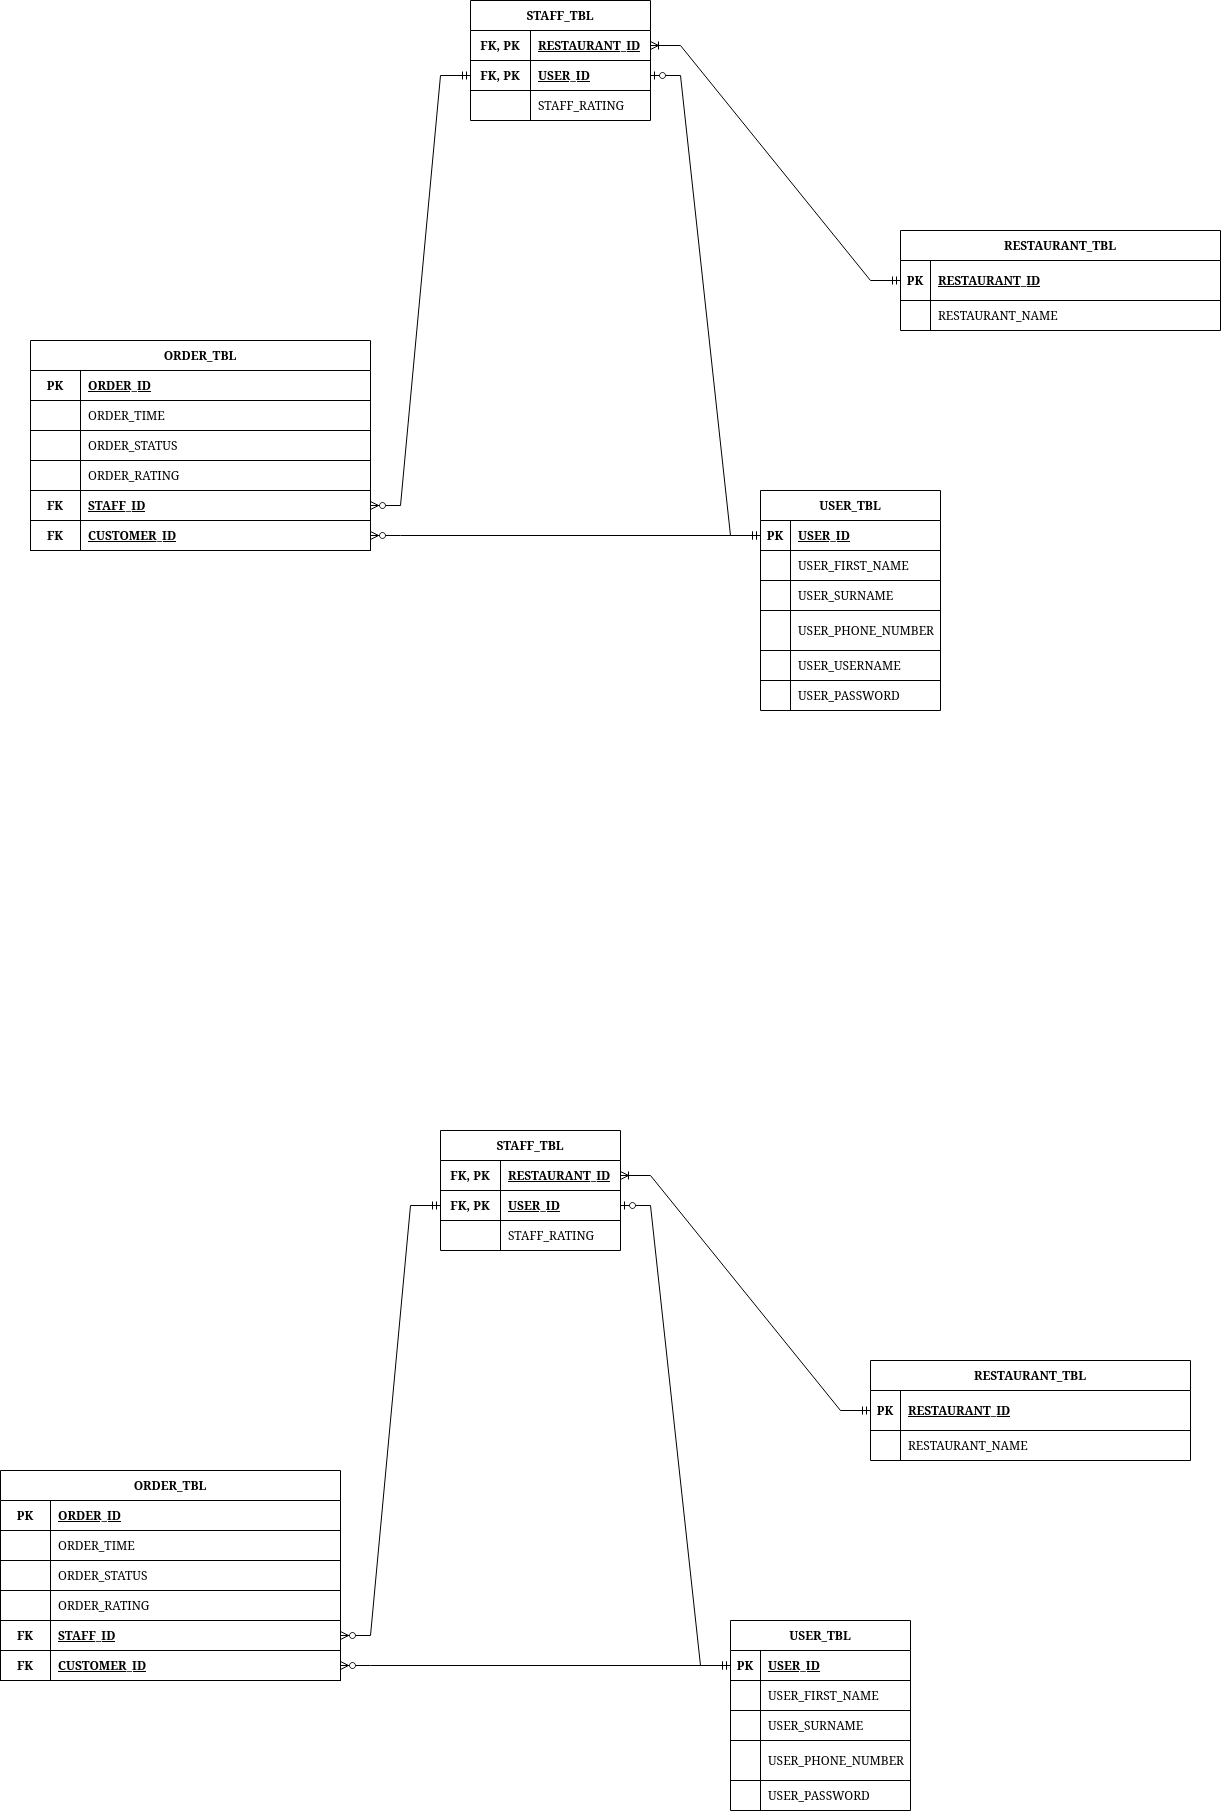 STAFF_TBL
FK, PK RESTAURANT_ID
FK, PK USER_ID
STAFF_RATING
RESTAURANT_TBL
PK RESTAURANT_ID
RESTAURANT_NAME
ORDER_TBL
PK ORDER_ID
ORDER_TIME
ORDER_STATUS
ORDER_RATING
FK STAFF_ID
FK CUSTOMER_ID
USER_TBL
PK USER_ID
USER_FIRST_NAME
USER_SURNAME
USER_PHONE_NUMBER
USER_USERNAME
USER_PASSWORD
STAFF_TBL
FK, PK RESTAURANT_ID
FK, PK USER_ID
STAFF_RATING
RESTAURANT_TBL
PK RESTAURANT_ID
RESTAURANT_NAME
ORDER_TBL
PK ORDER_ID
ORDER_TIME
ORDER_STATUS
ORDER_RATING
FK STAFF_ID
FK CUSTOMER_ID
USER_TBL
PK USER_ID
USER_FIRST_NAME
USER_SURNAME
USER_PHONE_NUMBER
USER_PASSWORD